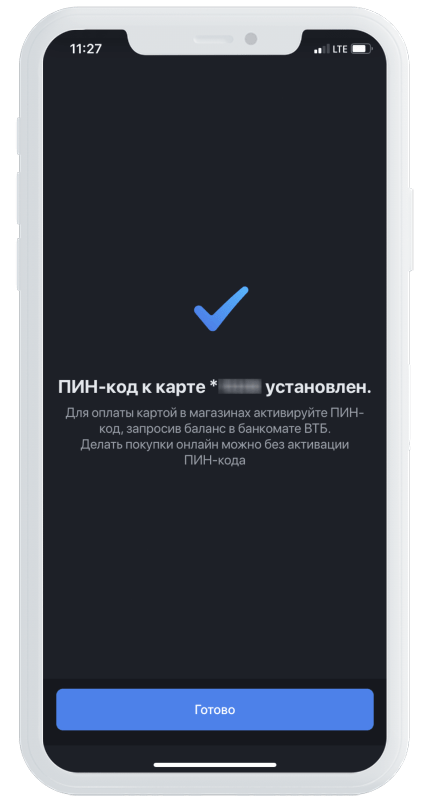 11:27
LTE
ПИН-код к карте * установлен.
Для оплаты картой в магазинах активируйте ПИН-
код, запросив баланс в банкомате ВТБ.
Делать покупки онлайн можно без активации
ПИН-кода
Готово